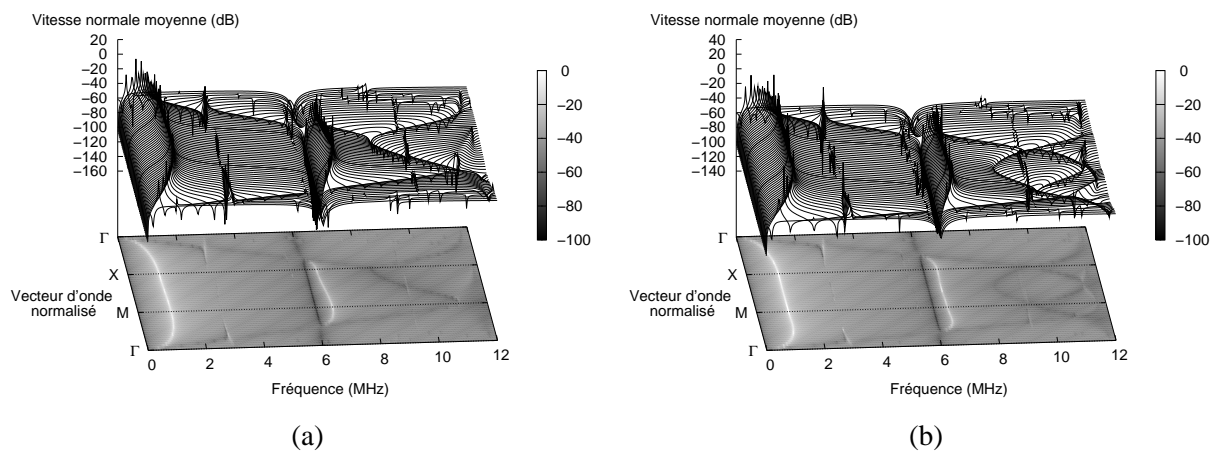 Vitesse normale moyenne (dB)
20
0
−20
−40
−60
−80
−100
−120
−140
−160
0
−20
−40
−60
−80
−100
Γ
X
Vecteur d'onde
normalisé
M
Γ
0
2
4
6
8
10
12
Fréquence (MHz)
(a)
Vitesse normale moyenne (dB)
40
20
0
−20
−40
−60
−80
−100
−120
−140
0
−20
−40
−60
−80
−100
Γ
X
Vecteur d'onde
normalisé
M
Γ
0
2
4
6
8
10
12
Fréquence (MHz)
(b)